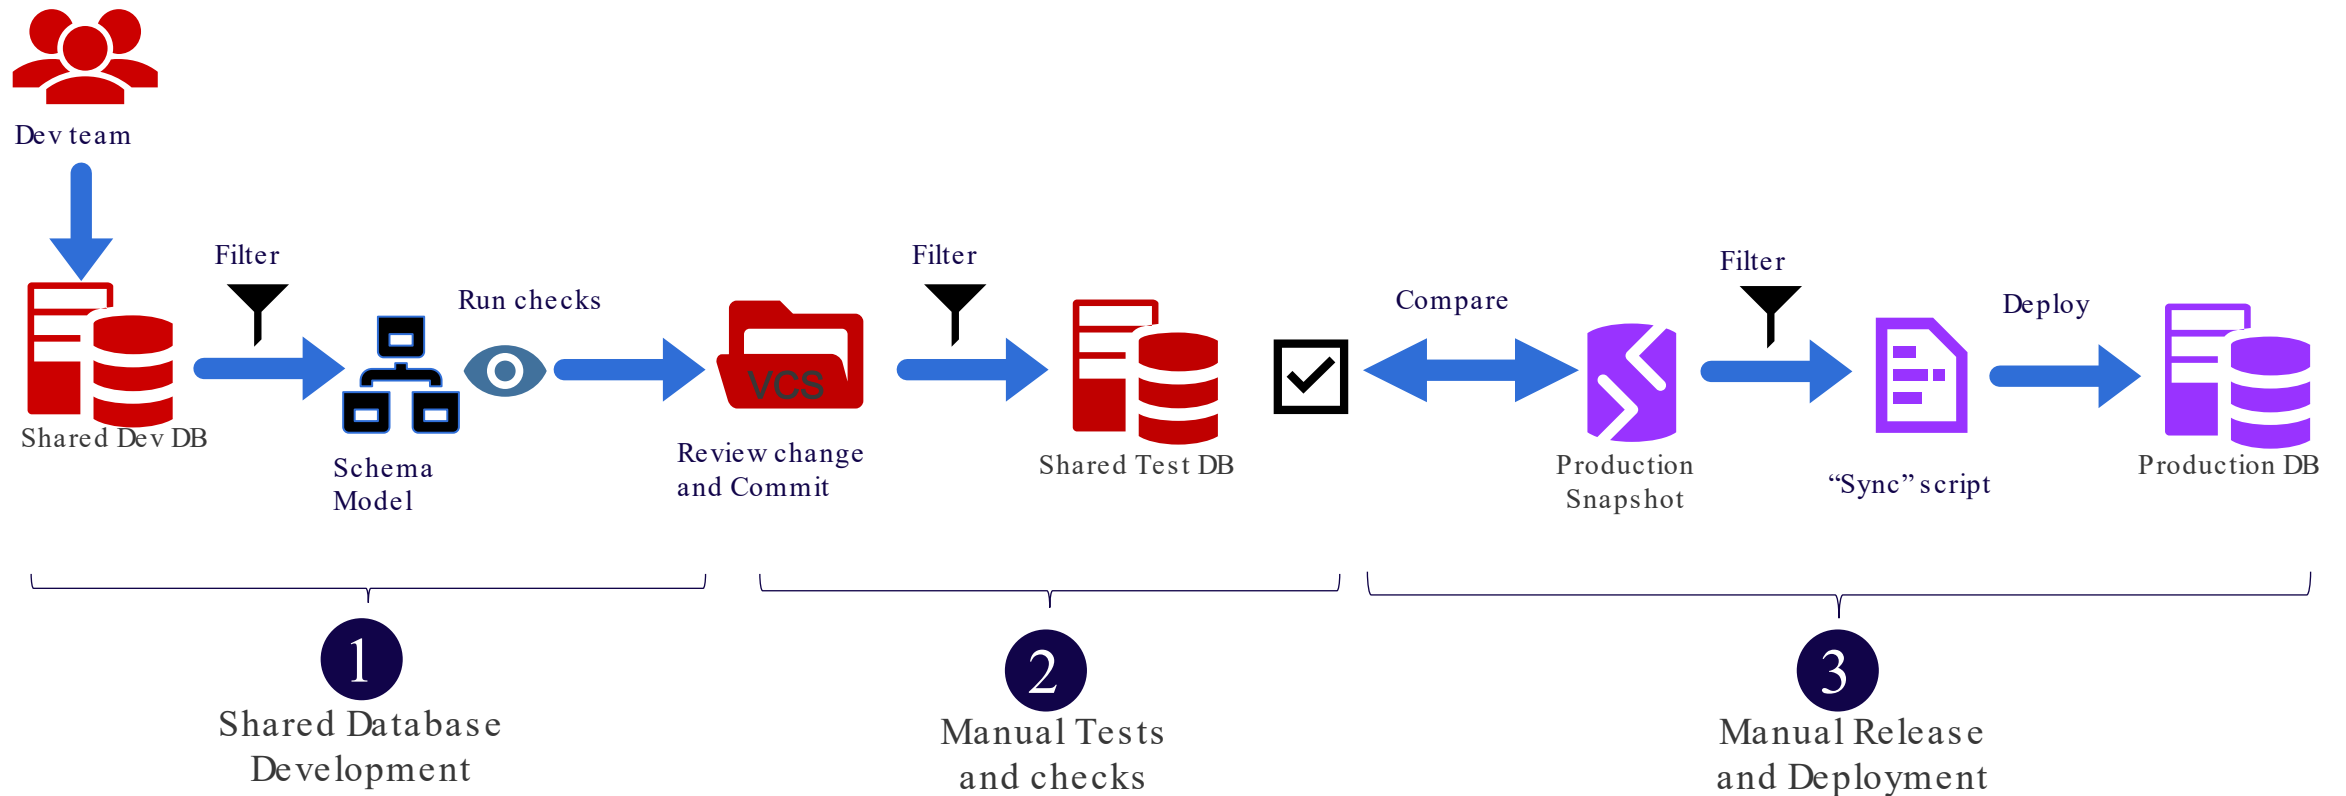 Dev team
Filter
Run checks
VCS
Shared Dev DB
Schema
Model
Review change
and Commit
Filter
Shared Test DB
Compare
Production
Snapshot
Filter
“Sync” script
Deploy
Production DB
1
Shared Database
Development
2
Manual Tests
and checks
3
Manual Release
and Deployment